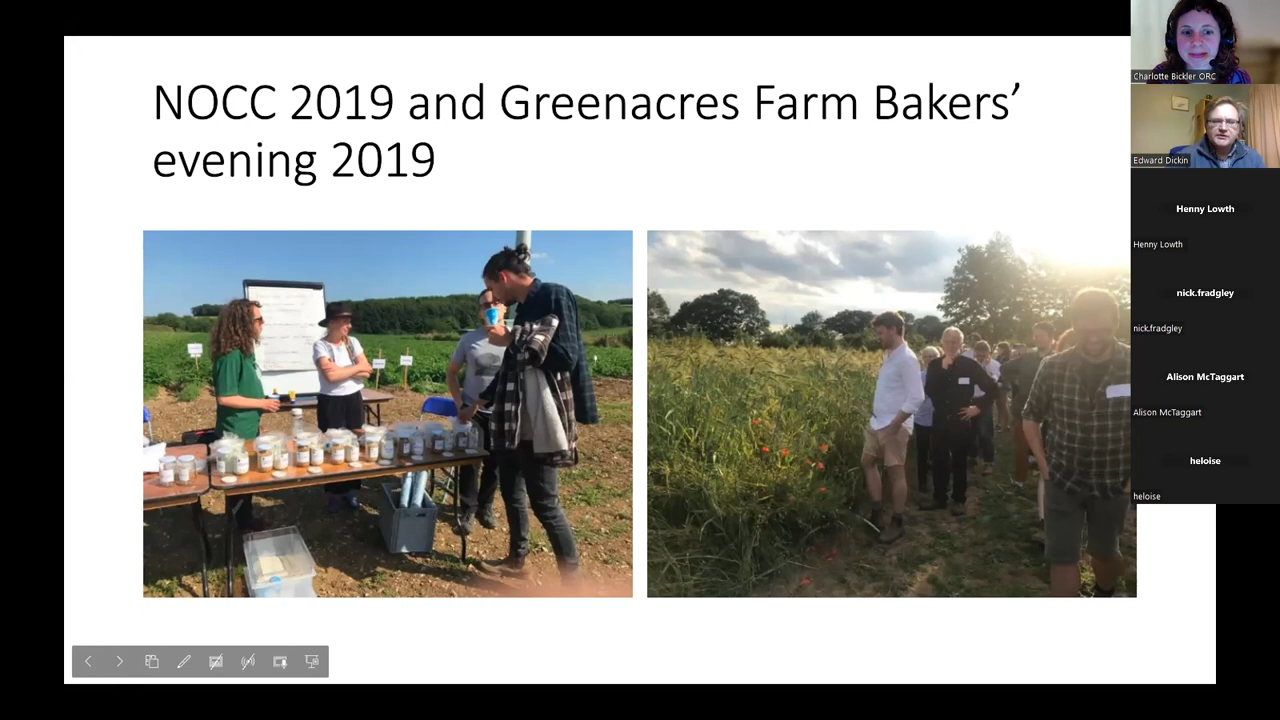 NOCC 2019 and Greenacres Farm Bakers’
evening 2019
Charlotte Bickler ORC
Edward Dickin
Henny Lowth
Henny Lowth
nick.fradgley
nick.fradgley
Alison McTaggart
Alison McTaggart
heloise
heloise